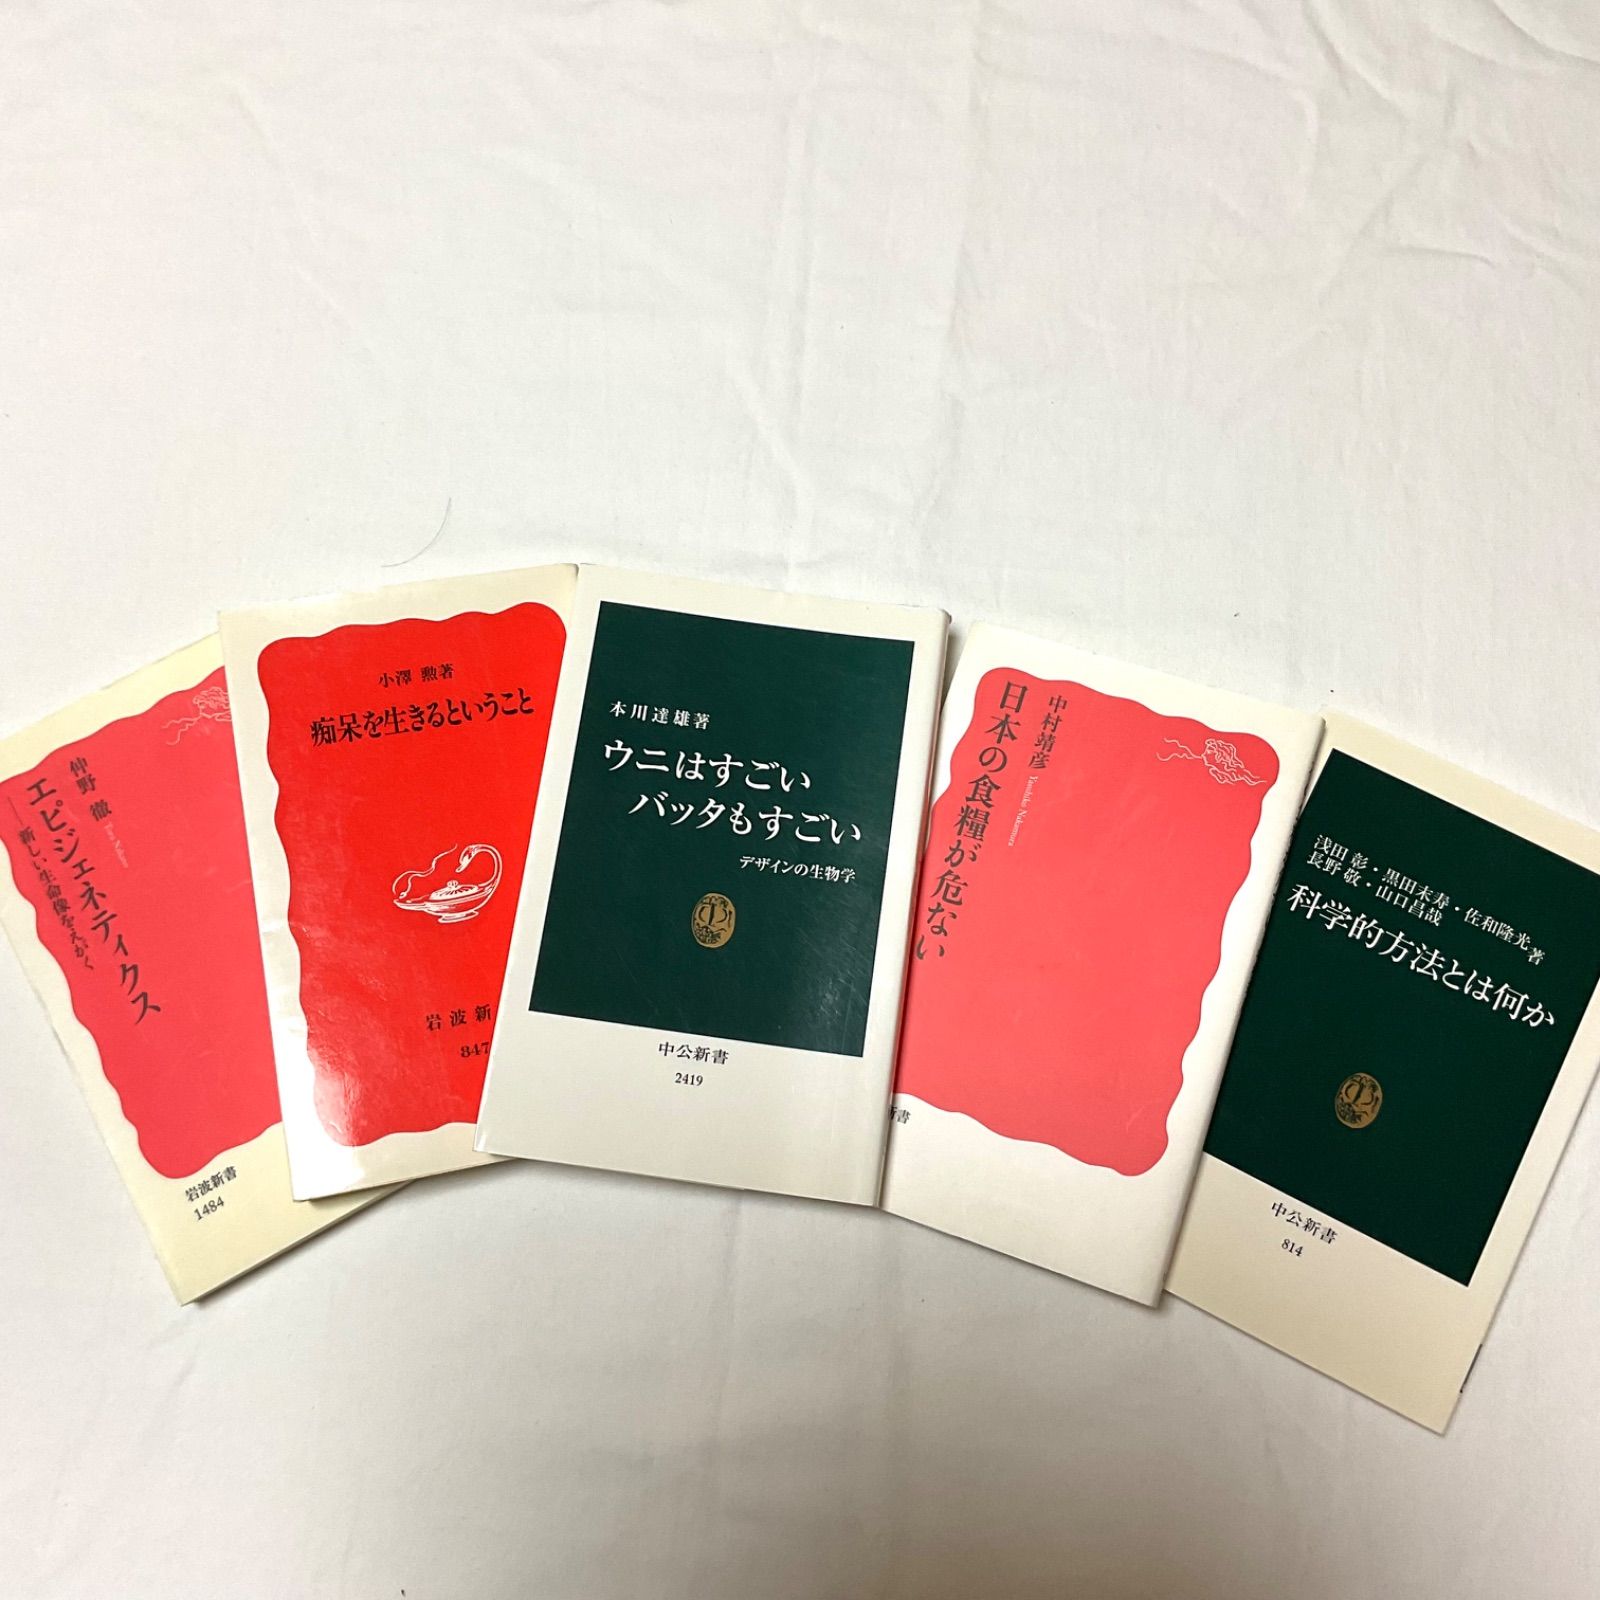 仲野 徹
エピジェネティクス
――新しい生命像をえがく
岩波新書
1484
小澤 勲著
痴呆を生きるということ
岩波新
847
本川達雄著
ウニはすごい
バッタもすごい
デザインの生物学
中公新書
2419
中村靖彦
Yasuhiko Nakamura
日本の食糧が危ない
新書
浅田 彰・黒田末寿・佐和隆光
長野 敬・山口昌哉
著
科学的方法とは何か
中公新書
814